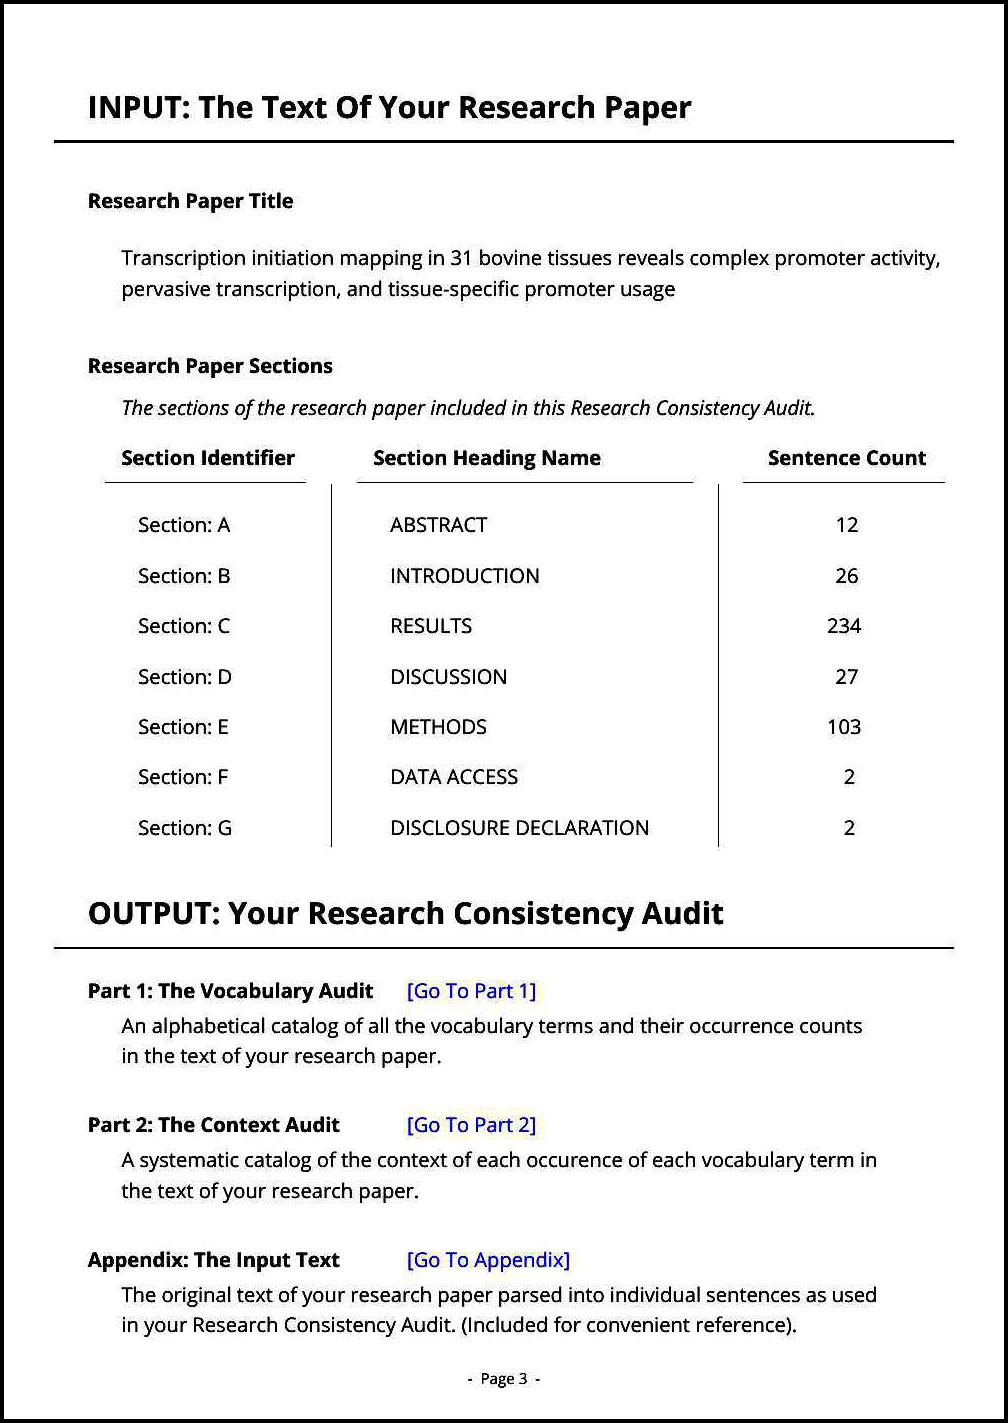 INPUT: The Text Of Your Research Paper
Research Paper Title
Transcription initiation mapping in 31 bovine tissues reveals complex promoter activity,
pervasive transcription, and tissue-specific promoter usage
Research Paper Sections
The sections of the research paper included in this Research Consistency Audit.
Section Identifier Section Heading Name Sentence Count
Section: A ABSTRACT 12
Section: B INTRODUCTION 26
Section: C RESULTS 234
Section: D DISCUSSION 27
Section: E METHODS 103
Section: F DATA ACCESS 2
Section: G DISCLOSURE DECLARATION 2
OUTPUT: Your Research Consistency Audit
Part 1: The Vocabulary Audit [Go To Part 1]
An alphabetical catalog of all the vocabulary terms and their occurrence counts
in the text of your research paper.
Part 2: The Context Audit [Go To Part 2]
A systematic catalog of the context of each occurence of each vocabulary term in
the text of your research paper.
Appendix: The Input Text [Go To Appendix]
The original text of your research paper parsed into individual sentences as used
in your Research Consistency Audit. (Included for convenient reference).
- Page 3 -